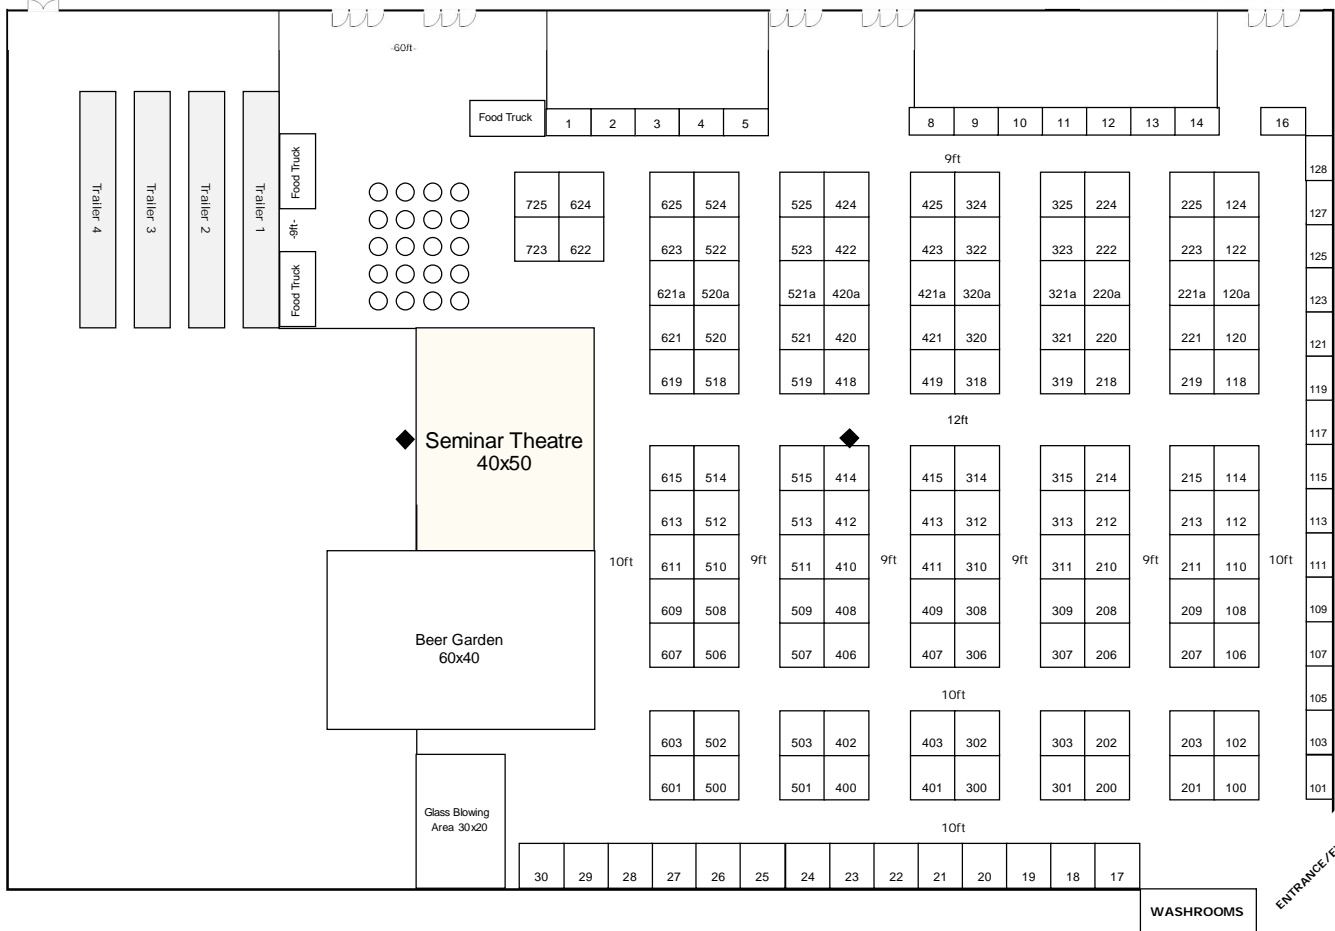 -60ft-
Food Truck
1 2 3 4 5
8 9 10 11 12 13 14
16
9ft
Trailer 4
Trailer 3
Trailer 2
Trailer 1
Food Truck
-9ft-
Food Truck
128
127
125
123
121
119
117
115
113
111
109
107
105
103
101
725 624 625 524 525 424 425 324 325 224 225 124
723 622 623 522 523 422 423 322 323 222 223 122
621a 520a 521a 420a 421a 320a 321a 220a 221a 120a
621 520 521 420 421 320 321 220 221 120
619 518 519 418 419 318 319 218 219 118
12ft
Seminar Theatre
40x50
615 514 515 414 415 314 315 214 215 114
613 512 513 412 413 312 313 212 213 112
10ft 611 510 9ft 511 410 9ft 411 310 9ft 311 210 9ft 211 110 10ft
609 508 509 408 409 308 309 208 209 108
607 506 507 406 407 306 307 206 207 106
Beer Garden
60x40
10ft
603 502 503 402 403 302 303 202 203 102
601 500 501 400 401 300 301 200 201 100
Glass Blowing
Area 30x20
10ft
30 29 28 27 26 25 24 23 22 21 20 19 18 17
WASHROOMS
ENTRANCE/